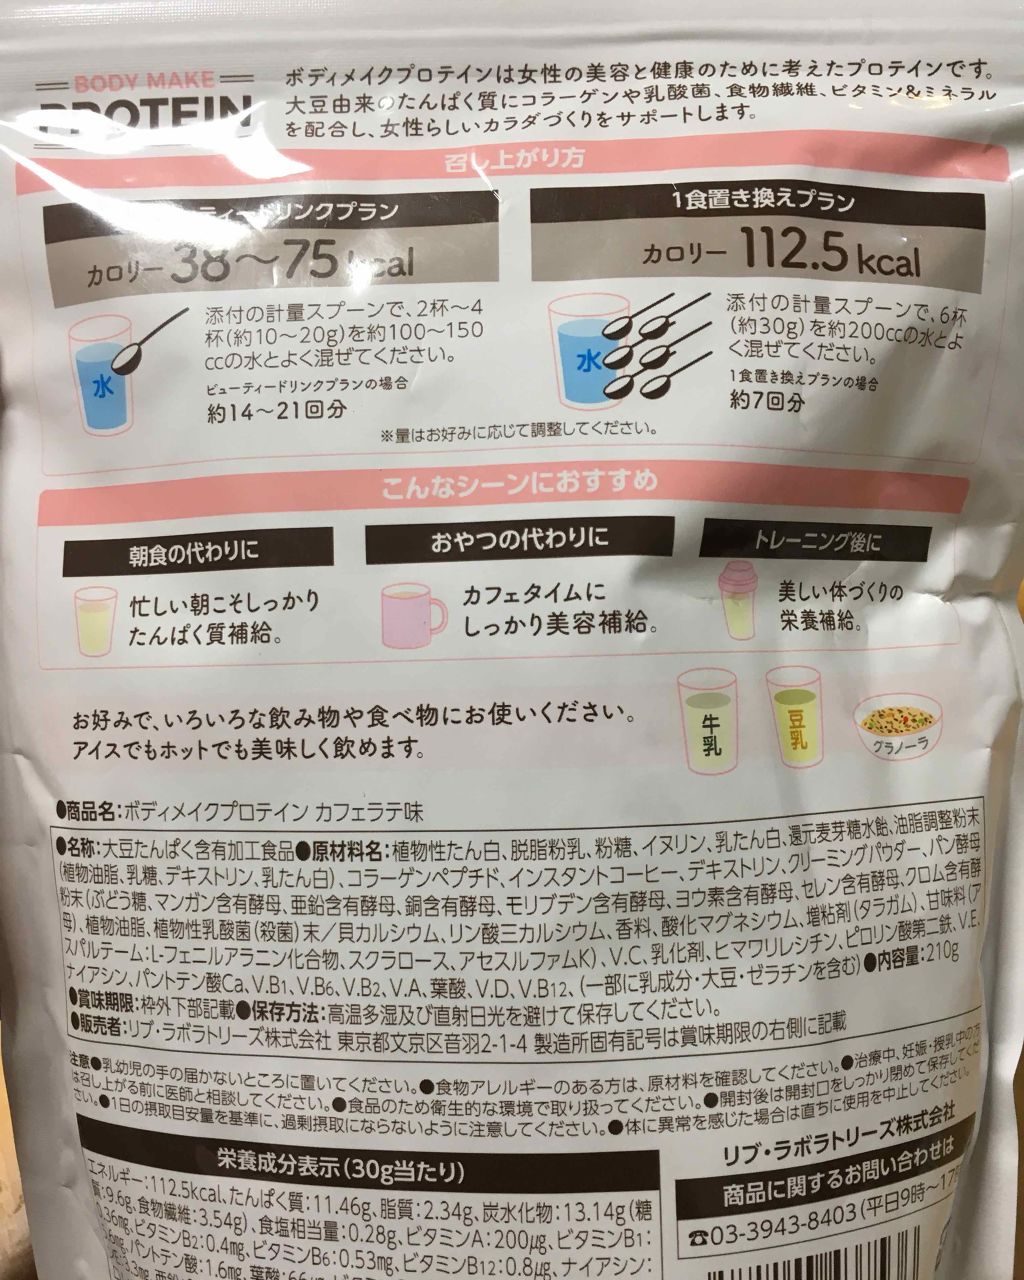 BODY MAKE
PROTEIN
ボディメイクプロテインは女性の美容と健康のために考えたプロテインです。
大豆由来のたんぱく質にコラーゲンや乳酸菌、食物繊維、ビタミン&ミネラル
を配合し、女性らしいカラダづくりをサポートします。
召し上がり方
ティードリンクプラン
カロリー 38〜75kcal
添付の計量スプーンで、2杯〜4
杯(約10〜20g)を約100〜150
ccの水とよく混ぜてください。
ビューティードリンクプランの場合
約14〜21回分
水
1食置き換えプラン
カロリー 112.5kcal
添付の計量スプーンで、6杯
(約30g)を約200ccの水とよ
く混ぜてください。
1食置き換えプランの場合
約7回分
水
※量はお好みに応じて調整してください。
こんなシーンにおすすめ
朝食の代わりに
忙しい朝こそしっかり
たんぱく質補給。
おやつの代わりに
カフェタイムに
しっかり美容補給。
トレーニング後に
美しい体づくりの
栄養補給。
お好みで、いろいろな飲み物や食べ物にお使いください。
アイスでもホットでも美味しく飲めます。
牛乳
豆乳
グラノーラ
●商品名:ボディメイクプロテイン カフェラテ味
●名称:大豆たんぱく含有加工食品●原材料名:植物性たん白、脱脂粉乳、粉糖、イヌリン、乳たん白、還元麦芽糖水飴、油脂調整粉末
(植物油脂、乳糖、デキストリン、乳たん白)、コラーゲンペプチド、インスタントコーヒー、デキストリン、クリーミングパウダー、パン酵母
粉末(ぶどう糖、マンガン含有酵母、亜鉛含有酵母、銅含有酵母、モリブデン含有酵母、ヨウ素含有酵母、セレン含有酵母、クロム含有酵
母)、植物油脂、植物性乳酸菌(殺菌)末/貝カルシウム、リン酸三カルシウム、香料、酸化マグネシウム、増粘剤(タラガム)、甘味料(ア
スパルテーム:L-フェニルアラニン化合物、スクラロース、アセスルファムK)、V.C、乳化剤、ヒマワリレシチン、ピロリン酸第二鉄、V.E、
ナイアシン、パントテン酸Ca、V.B1、V.B6、V.B2、V.A、葉酸、V.D、V.B12、(一部に乳成分・大豆・ゼラチンを含む)●内容量:210g
●賞味期限:枠外下部記載●保存方法:高温多湿及び直射日光を避けて保存してください。
●販売者:リブ・ラボラトリーズ株式会社 東京都文京区音羽2-1-4 製造所固有記号は賞味期限の右側に記載
注意●乳幼児の手の届かないところに置いてください。●食物アレルギーのある方は、原材料を確認してください。●治療中、妊娠・授乳中の方
は召し上がる前に医師と相談してください。●食品のため衛生的な環境で取り扱ってください。●開封後は開封口をしっかり閉めて保存してくだ
さい。●1日の摂取目安量を基準に、過剰摂取にならないように注意してください。●体に異常を感じた場合は直ちに使用を中止してください。
栄養成分表示(30g当たり)
エネルギー:112.5kcal、たんぱく質:11.46g、脂質:2.34g、炭水化物:13.14g(糖
質:9.6g、食物繊維:3.54g)、食塩相当量:0.28g、ビタミンA:200μg、ビタミンB1:
0.36mg、ビタミンB2:0.4mg、ビタミンB6:0.53mg、ビタミンB12:0.8μg、ナイアシン:
パントテン酸:1.6mg、葉酸:66μg
リブ・ラボラトリーズ株式会社
商品に関するお問い合わせは
☎03-3943-8403(平日9時〜17